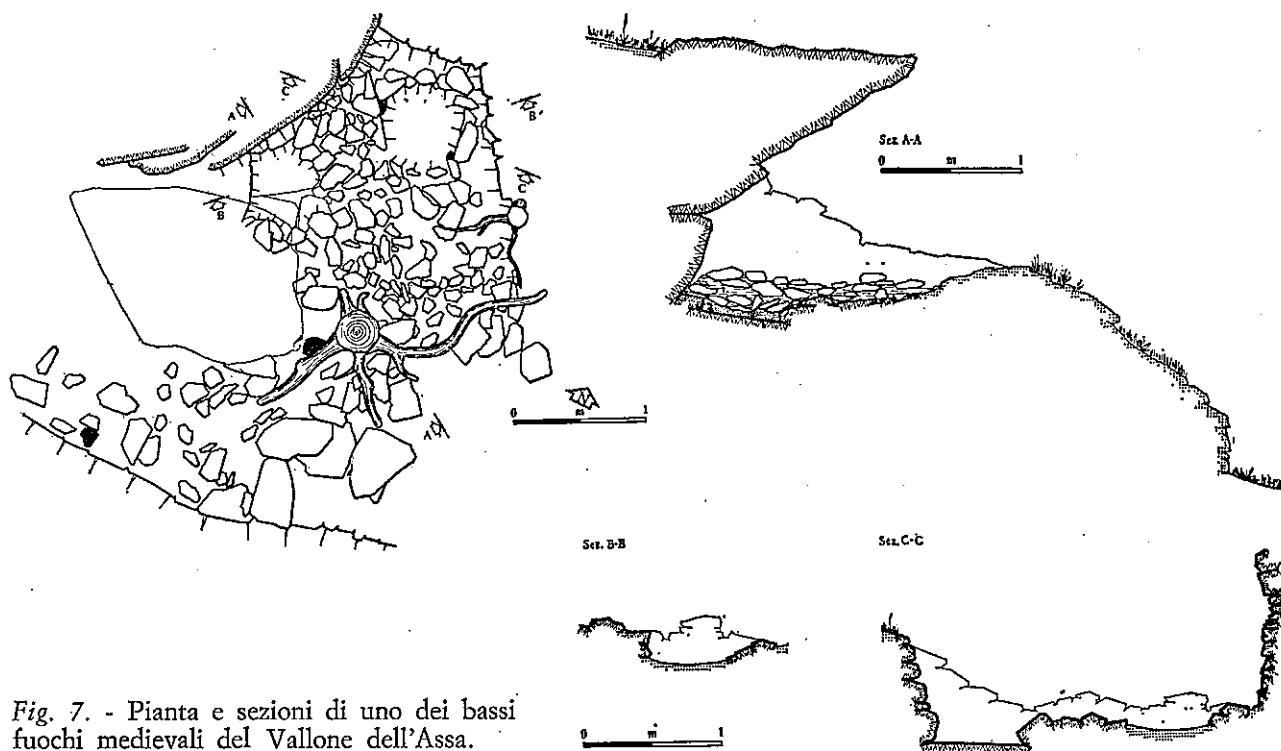 A
C'
B'
B
C
A'
0 m 1
Sez. A-A
0 m 1
Sez. B-B
0 m 1
Sez. C-C
Fig. 7. - Pianta e sezioni di uno dei bassi
fuochi medievali del Vallone dell'Assa.